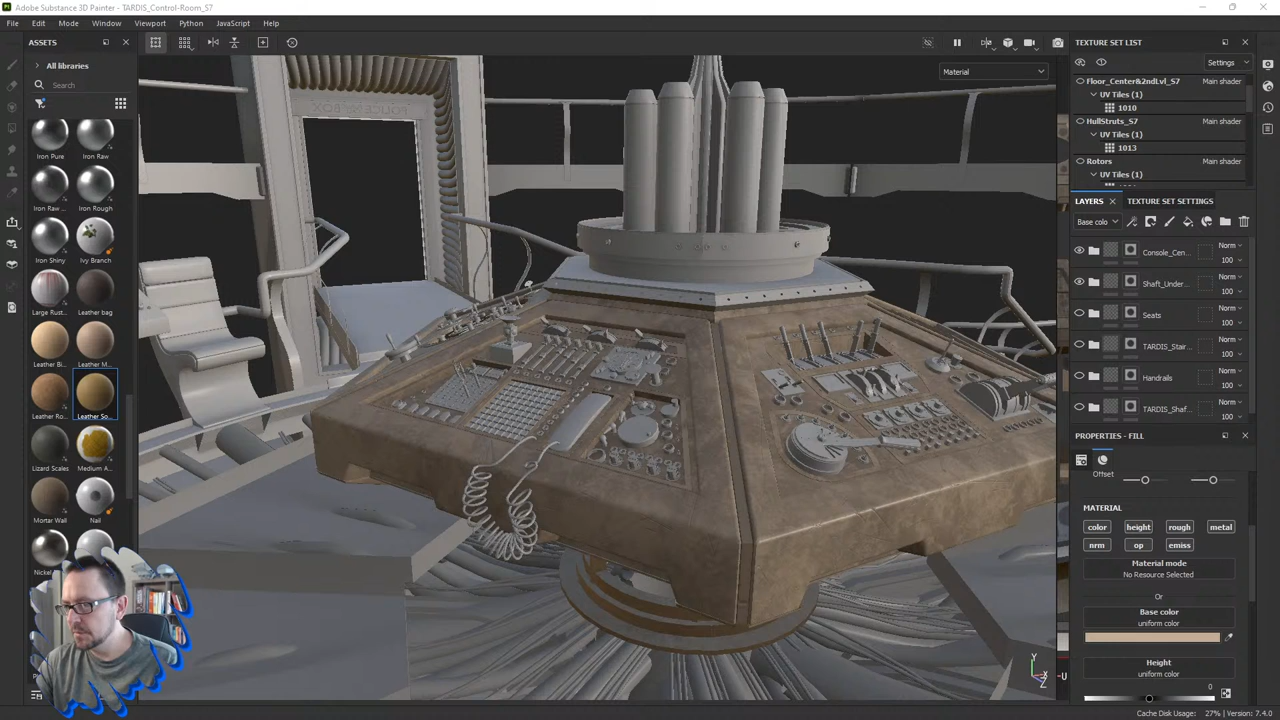 Adobe Substance 3D Painter - TARDIS_Control-Room_S7
File Edit Mode Window Viewport Python JavaScript Help
ASSETS
All libraries
Search
Iron Pure Iron Raw
Iron Raw ... Iron Rough
Iron Shiny Ivy Branch
Large Rust... Leather bag
Leather Bi... Leather M...
Leather Ro... Leather So...
Lizard Scales Medium A...
Mortar Wall Nail
Material
POLICE BOX
Y
X
Z
TEXTURE SET LIST
Settings
Floor_Center&2ndLvl_S7 Main shader
UV Tiles (1)
1010
HullStruts_S7 Main shader
UV Tiles (1)
1013
Rotors Main shader
UV Tiles (1)
LAYERS TEXTURE SET SETTINGS
Base colo
Console_Cen... Norm
100
Shaft_Under... Norm
100
Seats Norm
100
TARDIS_Stair... Norm
100
Handrails Norm
100
TARDIS_Shaf... Norm
100
PROPERTIES - FILL
Offset
MATERIAL
color height rough metal
nrm op emiss
Material mode
No Resource Selected
Or
Base color
uniform color
Height
uniform color
0
Cache Disk Usage: 27% | Version: 7.4.0